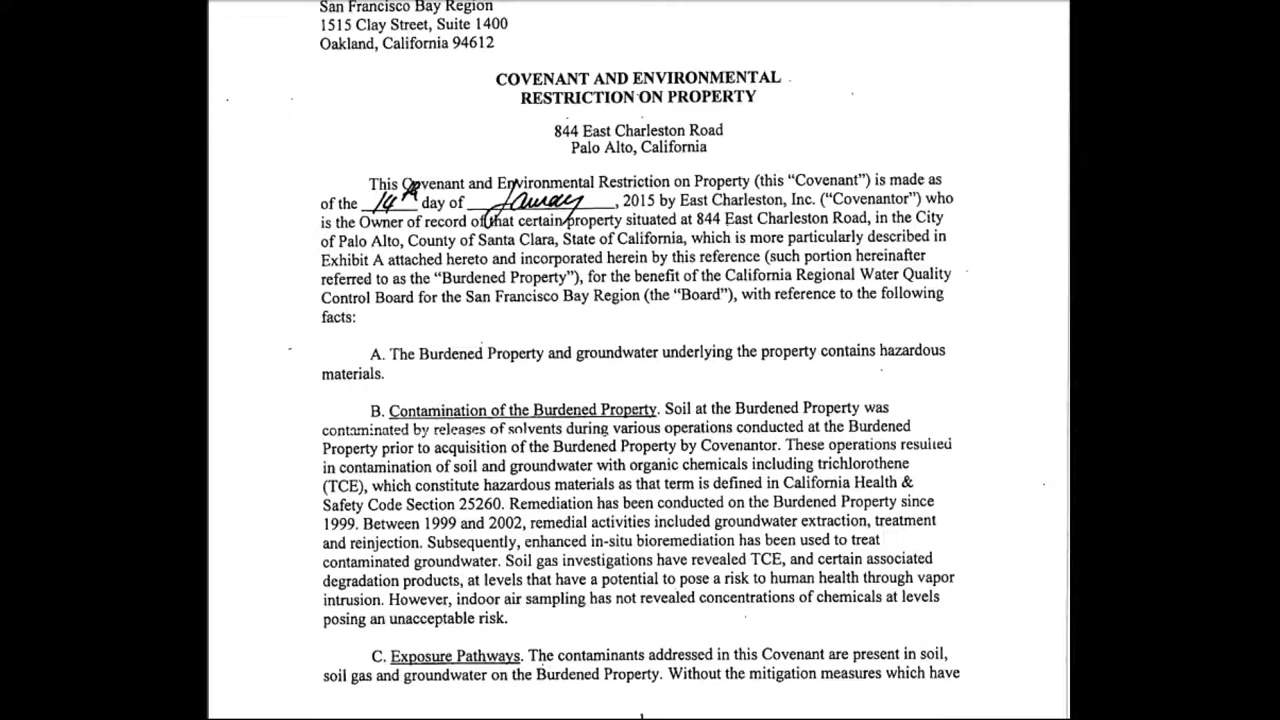 San Francisco Bay Region
1515 Clay Street, Suite 1400
Oakland, California 94612
COVENANT AND ENVIRONMENTAL
RESTRICTION ON PROPERTY
844 East Charleston Road
Palo Alto, California
This Covenant and Environmental Restriction on Property (this “Covenant”) is made as
of the 14th day of January, 2015 by East Charleston, Inc. (“Covenantor”) who
is the Owner of record of that certain property situated at 844 East Charleston Road, in the City
of Palo Alto, County of Santa Clara, State of California, which is more particularly described in
Exhibit A attached hereto and incorporated herein by this reference (such portion hereinafter
referred to as the “Burdened Property”), for the benefit of the California Regional Water Quality
Control Board for the San Francisco Bay Region (the “Board”), with reference to the following
facts:
A. The Burdened Property and groundwater underlying the property contains hazardous
materials.
B. Contamination of the Burdened Property. Soil at the Burdened Property was
contaminated by releases of solvents during various operations conducted at the Burdened
Property prior to acquisition of the Burdened Property by Covenantor. These operations resulted
in contamination of soil and groundwater with organic chemicals including trichlorothene
(TCE), which constitute hazardous materials as that term is defined in California Health &
Safety Code Section 25260. Remediation has been conducted on the Burdened Property since
1999. Between 1999 and 2002, remedial activities included groundwater extraction, treatment
and reinjection. Subsequently, enhanced in-situ bioremediation has been used to treat
contaminated groundwater. Soil gas investigations have revealed TCE, and certain associated
degradation products, at levels that have a potential to pose a risk to human health through vapor
intrusion. However, indoor air sampling has not revealed concentrations of chemicals at levels
posing an unacceptable risk.
C. Exposure Pathways. The contaminants addressed in this Covenant are present in soil,
soil gas and groundwater on the Burdened Property. Without the mitigation measures which have